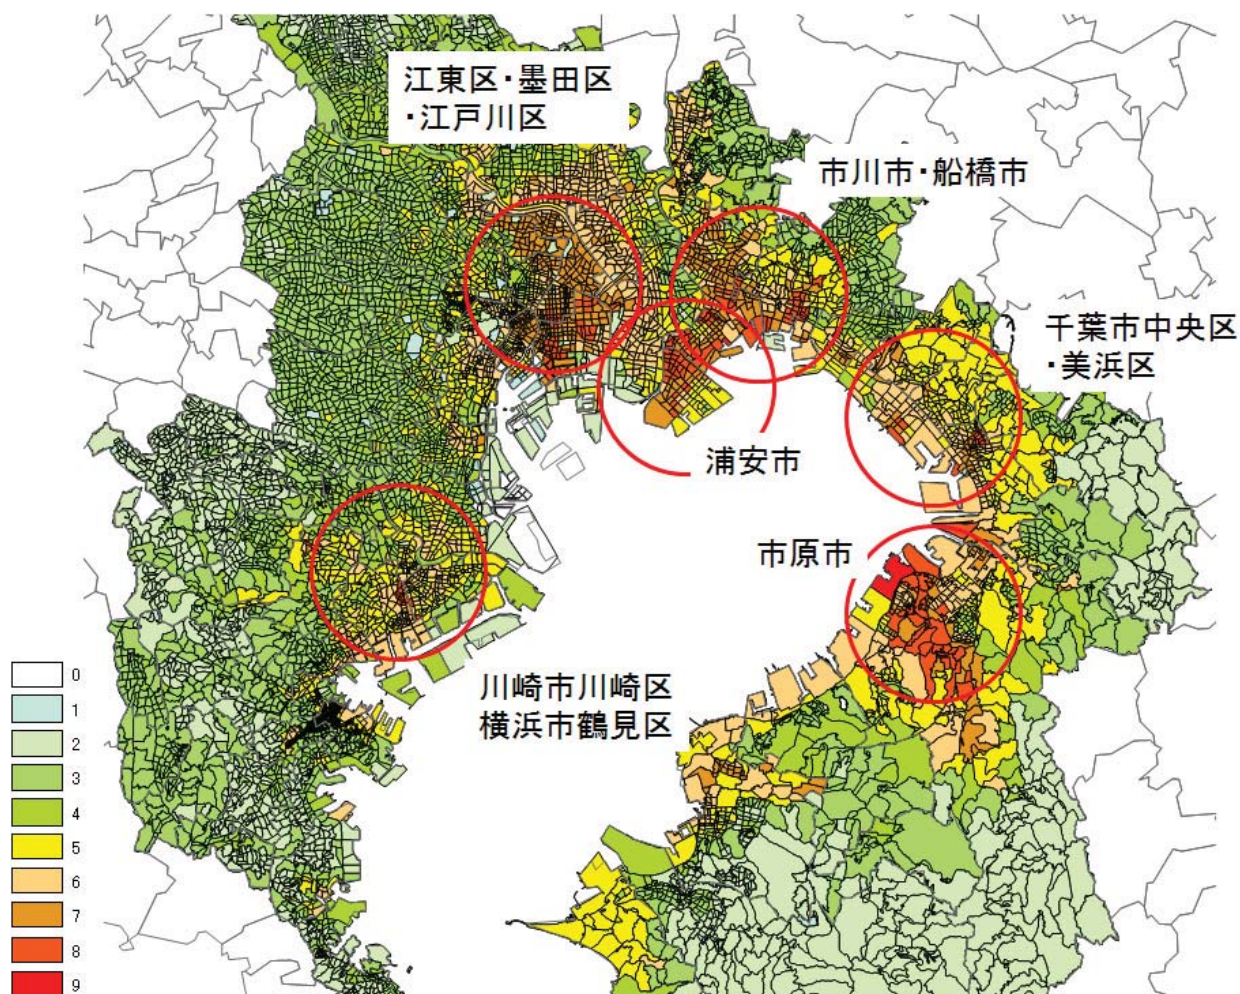 江東区・墨田区
・江戸川区
市川市・船橋市
千葉市中央区
・美浜区
浦安市
市原市
川崎市川崎区
横浜市鶴見区
0
1
2
3
4
5
6
7
8
9